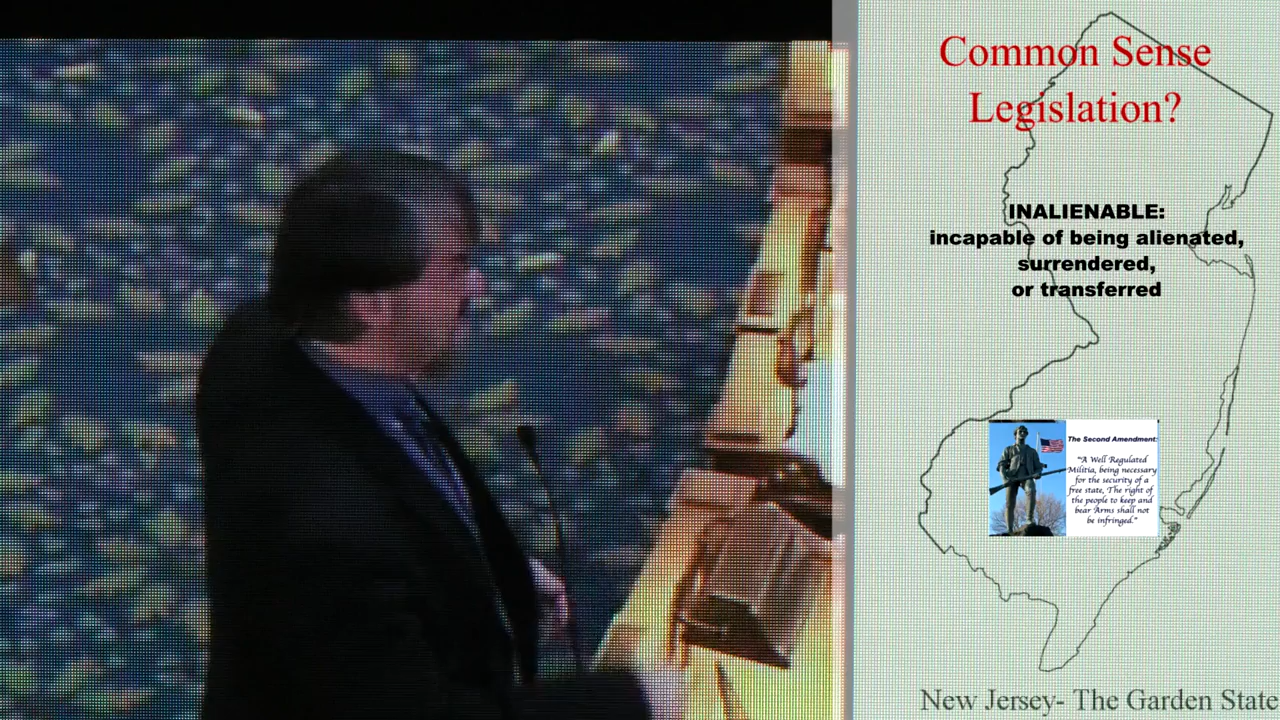 Common Sense
Legislation?
INALIENABLE:
incapable of being alienated,
surrendered,
or transferred
The Second Amendment:
"A Well Regulated
Militia, being necessary
for the security of a
free state, The right of
the people to keep and
bear Arms shall not
be infringed."
New Jersey- The Garden State